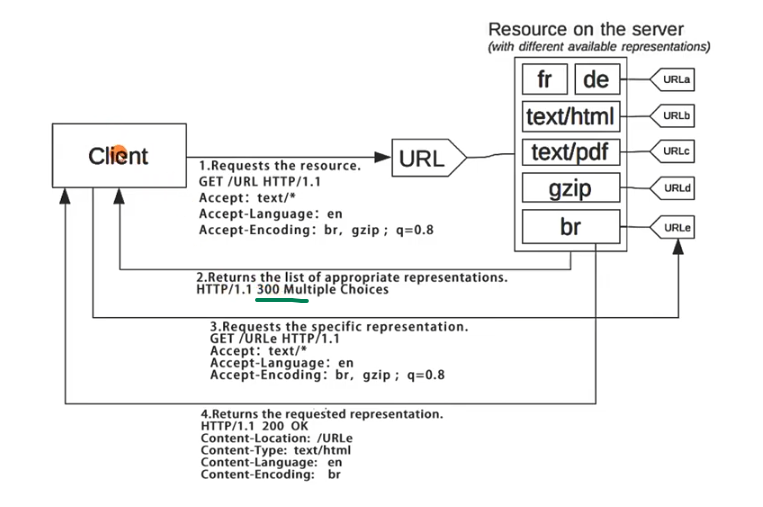 Resource on the server
(with different available representations)
fr de URLa
text/html URLb
Client
URL
text/pdf URLc
1.Requests the resource.
GET /URL HTTP/1.1
Accept: text/*
Accept-Language: en
Accept-Encoding: br, gzip ; q=0.8
gzip URLd
br URLe
2.Returns the list of appropriate representations.
HTTP/1.1 300 Multiple Choices
3.Requests the specific representation.
GET /URLe HTTP/1.1
Accept: text/*
Accept-Language: en
Accept-Encoding: br, gzip ; q=0.8
4.Returns the requested representation.
HTTP/1.1 200 OK
Content-Location: /URLe
Content-Type: text/html
Content-Language: en
Content-Encoding: br